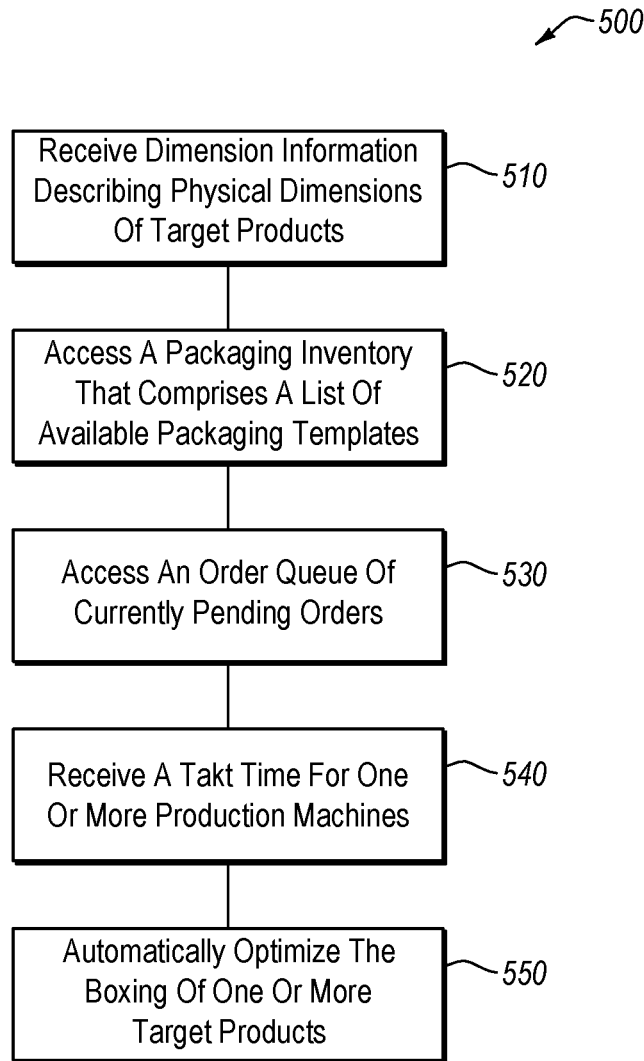 500
Receive Dimension Information
Describing Physical Dimensions
Of Target Products
510
Access A Packaging Inventory
That Comprises A List Of
Available Packaging Templates
520
Access An Order Queue Of
Currently Pending Orders
530
Receive A Takt Time For One
Or More Production Machines
540
Automatically Optimize The
Boxing Of One Or More
Target Products
550